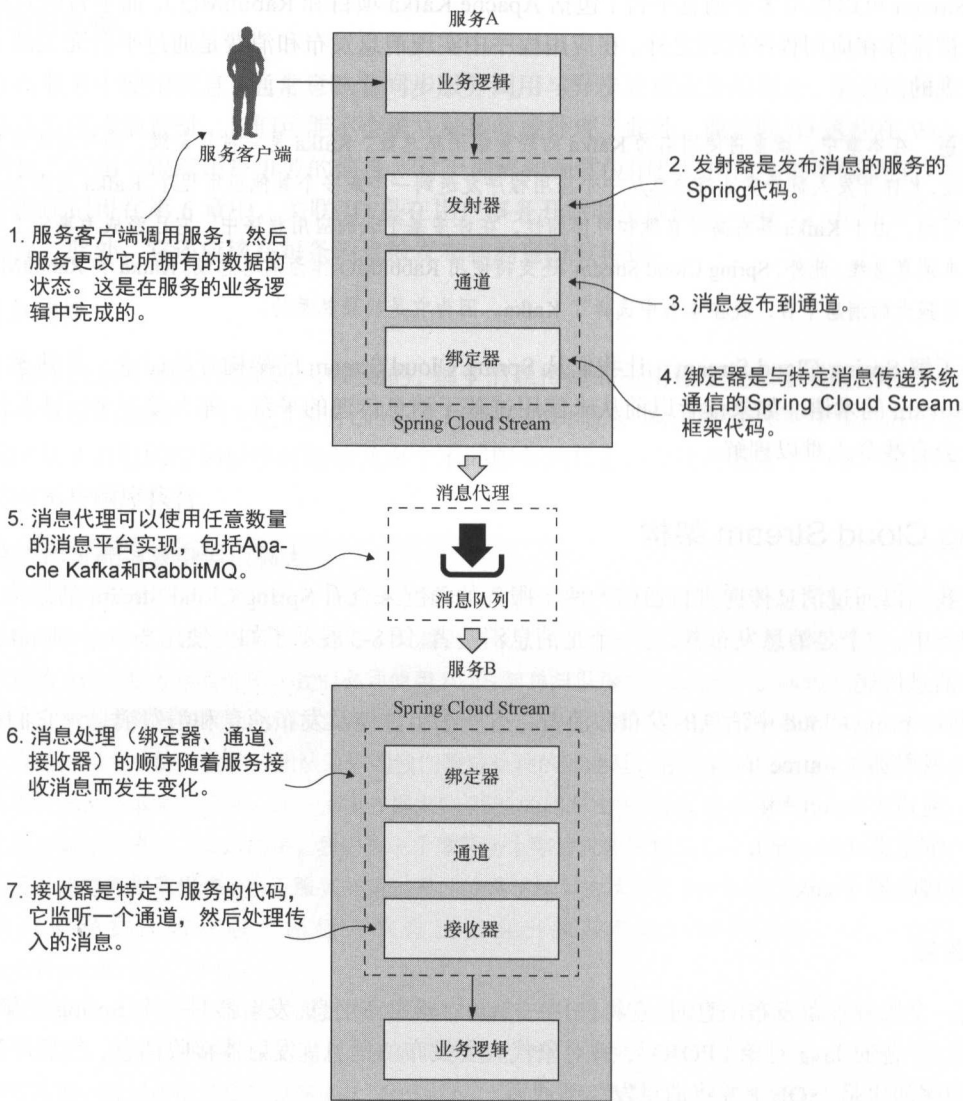 服务A
业务逻辑
服务客户端
1. 服务客户端调用服务，然后
服务更改它所拥有的数据的
状态。这是在服务的业务逻
辑中完成的。
发射器
2. 发射器是发布消息的服务的
Spring代码。
通道
3. 消息发布到通道。
绑定器
4. 绑定器是与特定消息传递系统
通信的Spring Cloud Stream
框架代码。
Spring Cloud Stream
消息代理
5. 消息代理可以使用任意数量
的消息平台实现，包括Apa-
che Kafka和RabbitMQ。
消息队列
服务B
Spring Cloud Stream
6. 消息处理（绑定器、通道、
接收器）的顺序随着服务接
收消息而发生变化。
绑定器
通道
7. 接收器是特定于服务的代码，
它监听一个通道，然后处理传
入的消息。
接收器
业务逻辑